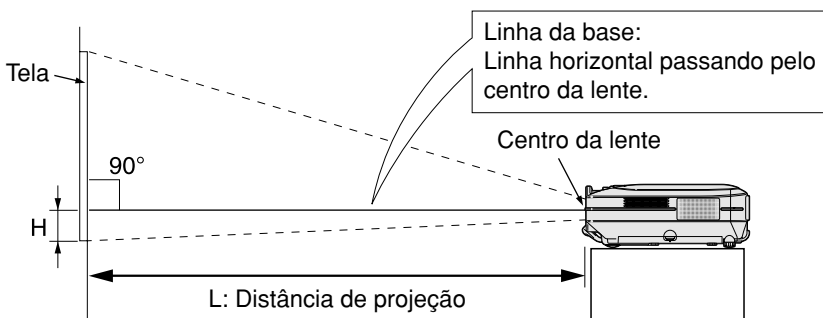 Linha da base:
Linha horizontal passando pelo
centro da lente.
Tela
Centro da lente
90°
H
L: Distância de projeção